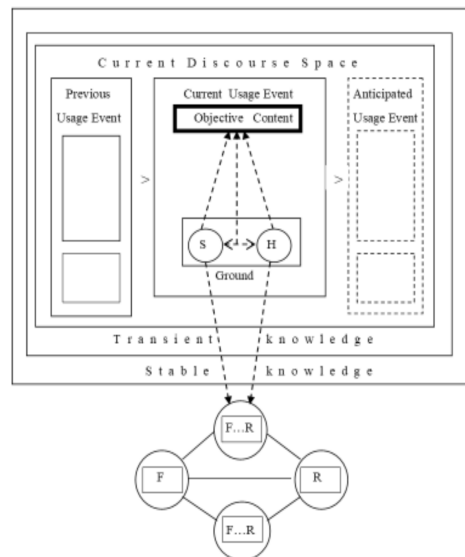 Current Discourse Space
Previous
Usage Event
Current Usage Event
Objective Content
Anticipated
Usage Event
>
>
S
H
Ground
Transient knowledge
Stable knowledge
F...R
F
R
F...R